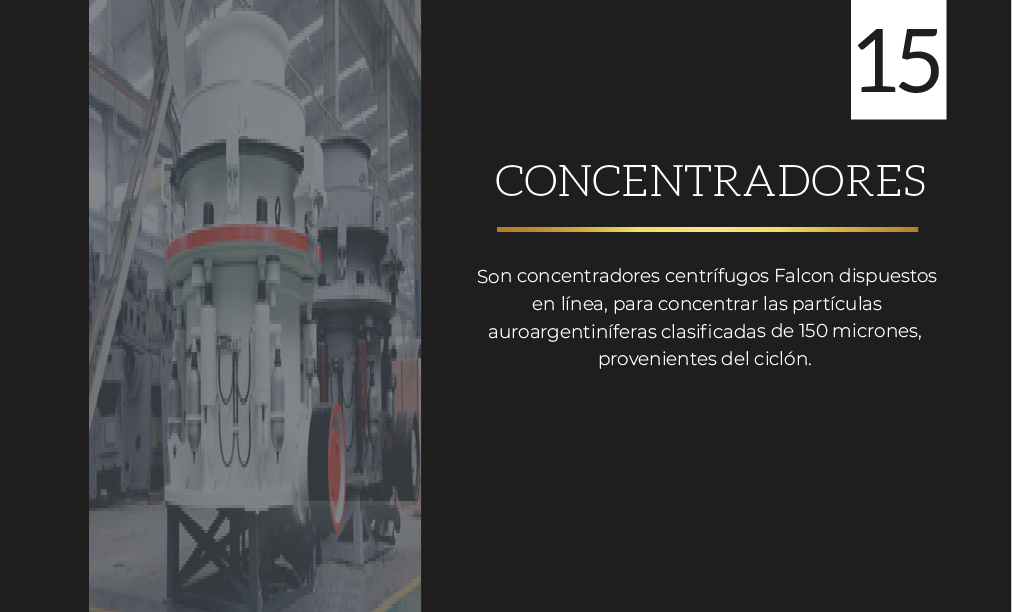 15
CONCENTRADORES
Son concentradores centrífugos Falcon dispuestos
en línea, para concentrar las partículas
auroargentiníferas clasificadas de 150 micrones,
provenientes del ciclón.